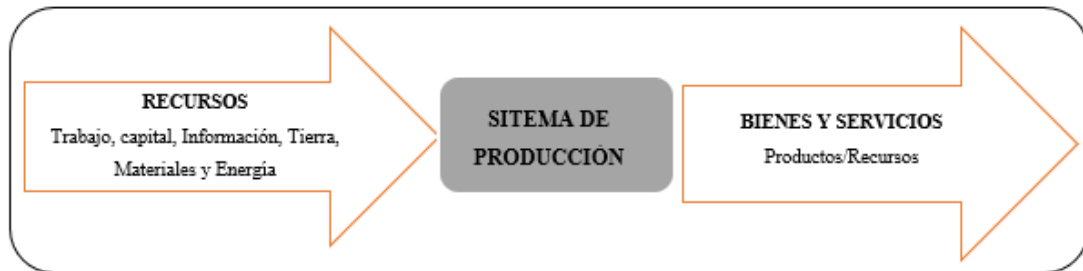 RECURSOS
Trabajo, capital, Información, Tierra,
Materiales y Energía
SITEMA DE
PRODUCCIÓN
BIENES Y SERVICIOS
Productos/Recursos